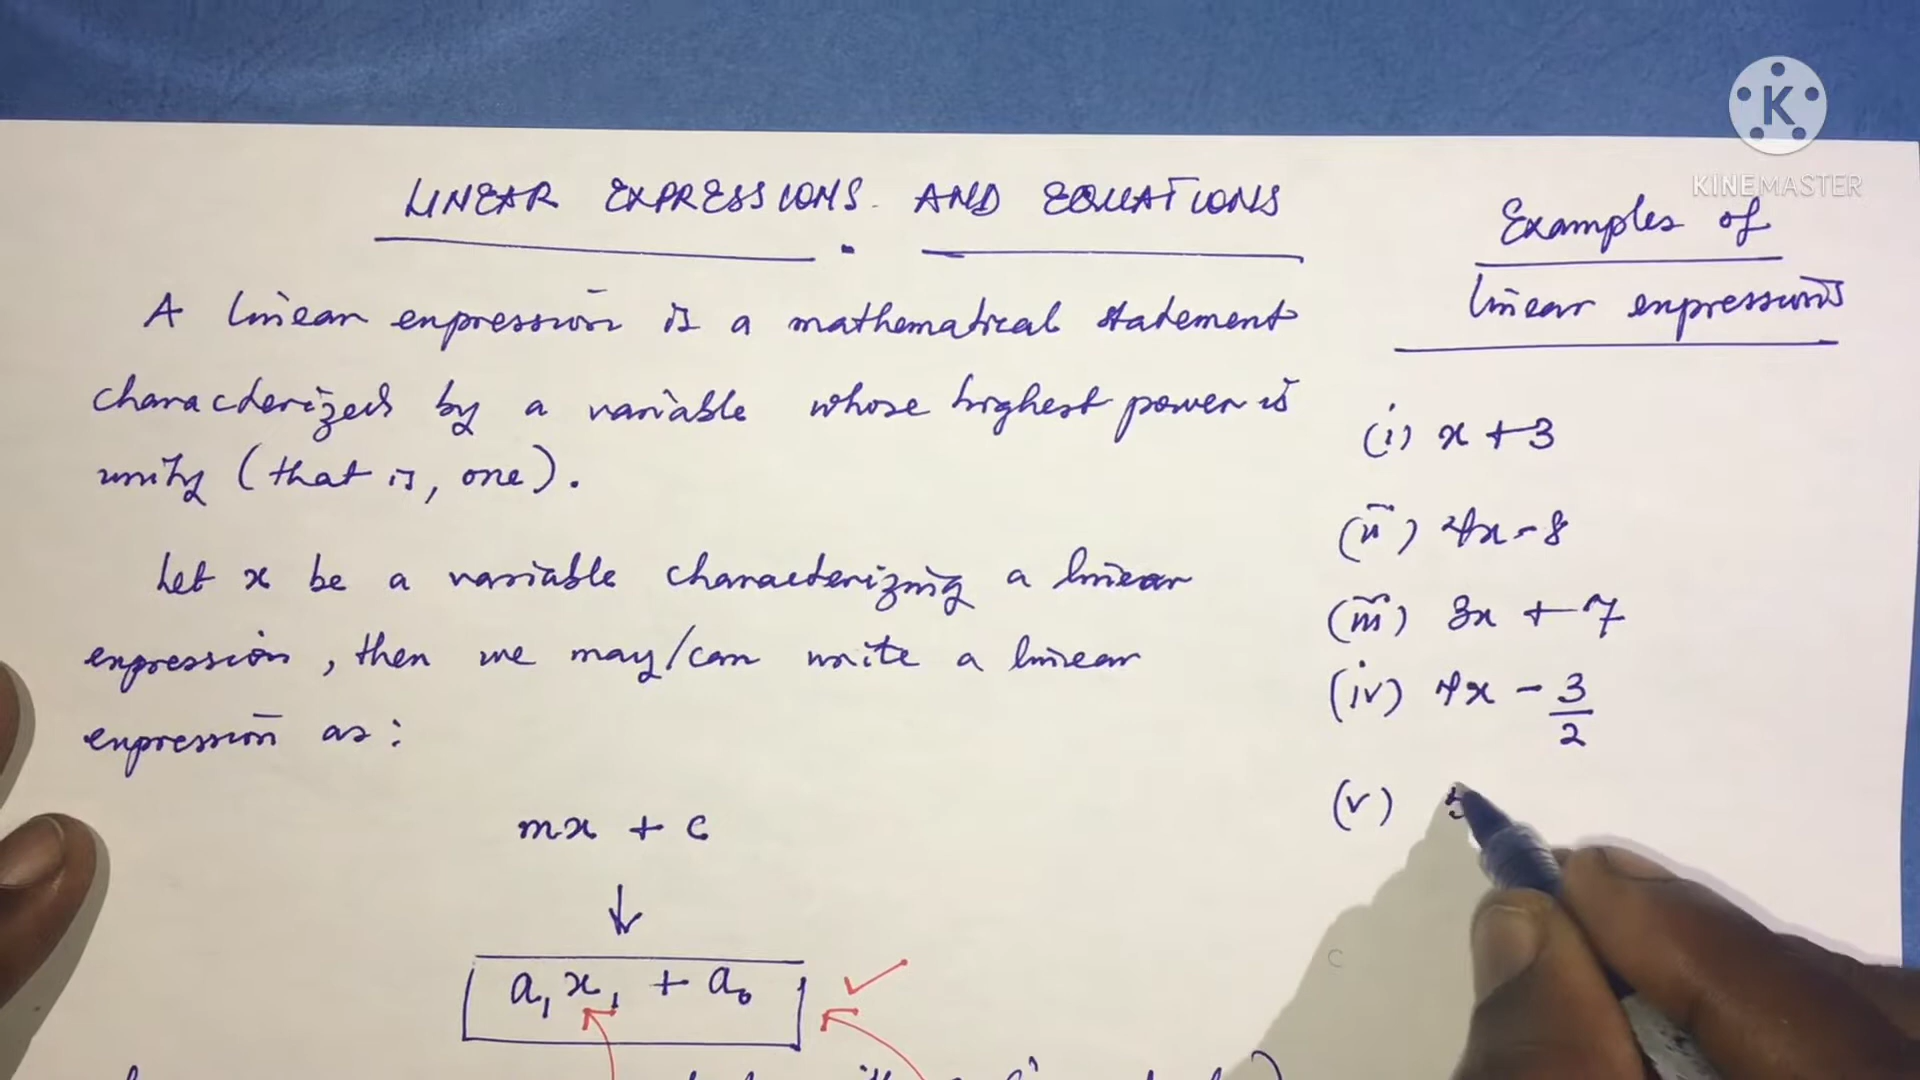 K
KINEMASTER
LINEAR EXPRESSIONS AND EQUATIONS
A linear expression is a mathematical statement
characterized by a variable whose highest power is
unity (that is, one).
Let x be a variable characterizing a linear
expression, then we may/can write a linear
expression as:
mx + c
↓
a₁x₁ + a₀
Examples of
linear expressions
(i) x + 3
(ii) 4x - 8
(iii) 3x + 7
(iv) 4x - 3/2
(v) 5